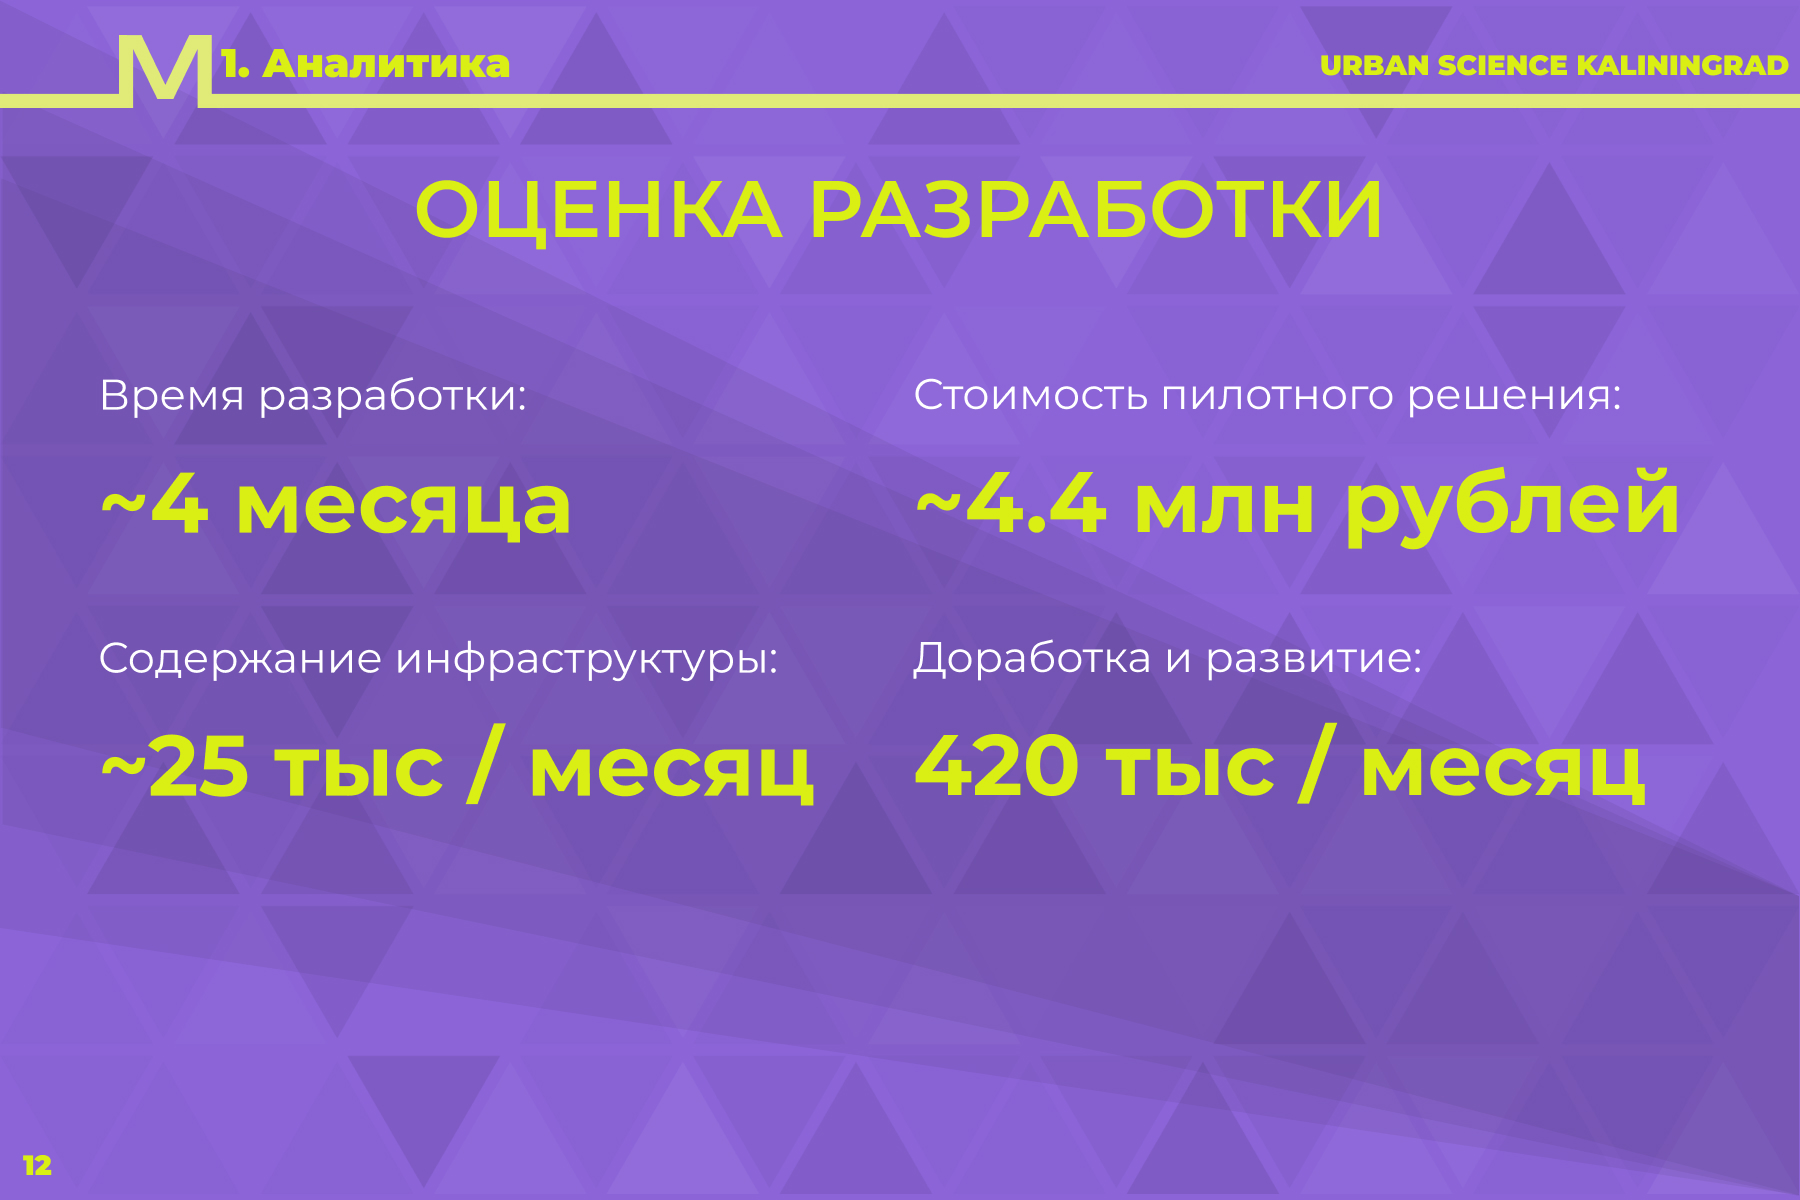 М
1. Аналитика
URBAN SCIENCE KALININGRAD
ОЦЕНКА РАЗРАБОТКИ
Время разработки:
~4 месяца
Стоимость пилотного решения:
~4.4 млн рублей
Содержание инфраструктуры:
~25 тыс / месяц
Доработка и развитие:
420 тыс / месяц
12